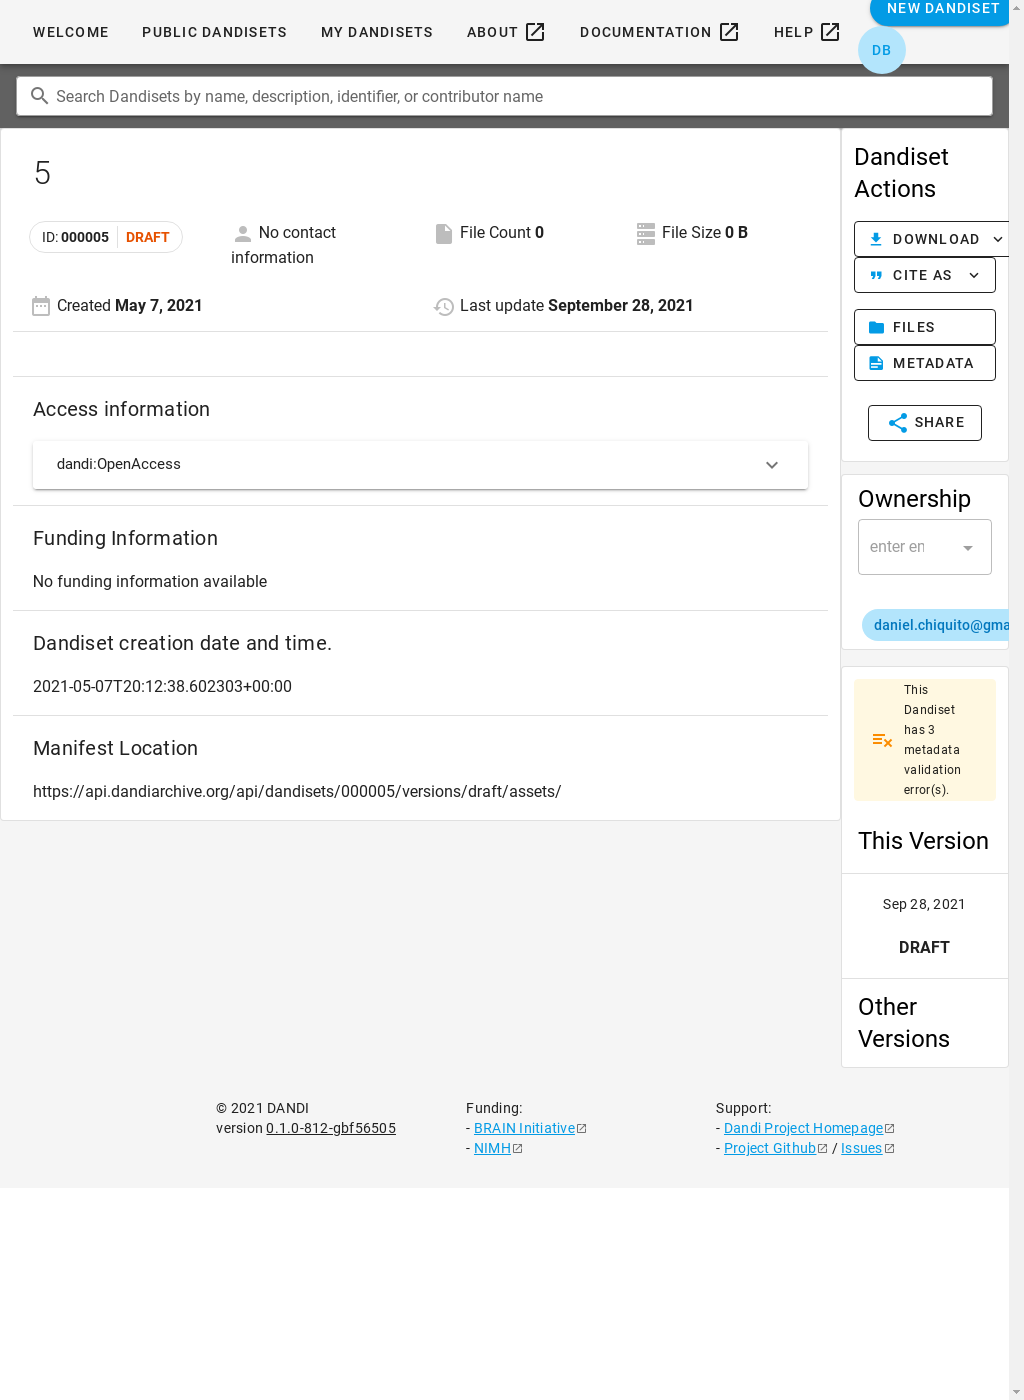 WELCOME
PUBLIC DANDISETS
MY DANDISETS
ABOUT
DOCUMENTATION
HELP
NEW DANDISET
DB
Search Dandisets by name, description, identifier, or contributor name
5
ID: 000005 DRAFT
No contact
information
File Count 0
File Size 0 B
Created May 7, 2021
Last update September 28, 2021
Access information
dandi:OpenAccess
Funding Information
No funding information available
Dandiset creation date and time.
2021-05-07T20:12:38.602303+00:00
Manifest Location
https://api.dandiarchive.org/api/dandisets/000005/versions/draft/assets/
Dandiset
Actions
DOWNLOAD
CITE AS
FILES
METADATA
SHARE
Ownership
enter en
daniel.chiquito@gma
This
Dandiset
has 3
metadata
validation
error(s).
This Version
Sep 28, 2021
DRAFT
Other
Versions
© 2021 DANDI
version 0.1.0-812-gbf56505
Funding:
- BRAIN Initiative
- NIMH
Support:
- Dandi Project Homepage
- Project Github / Issues